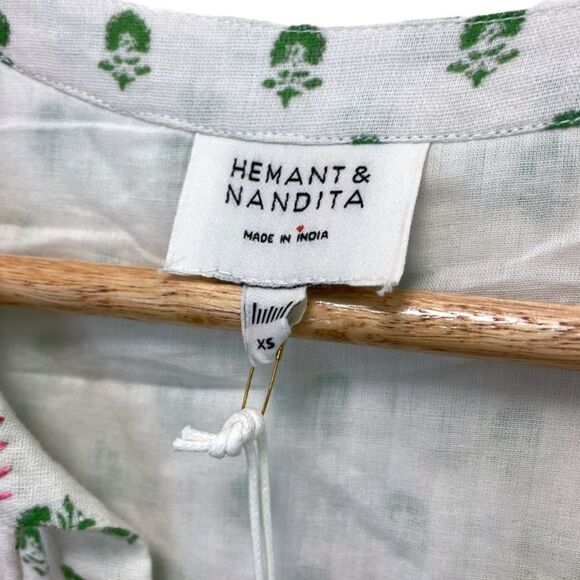 HEMANT &
NANDITA
MADE IN INDIA
XS